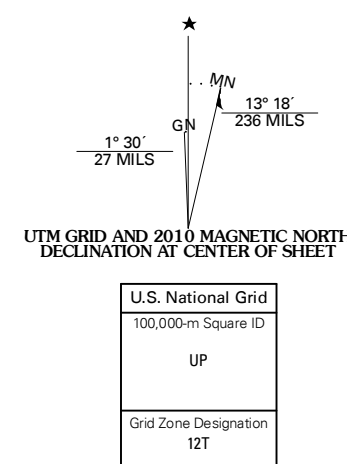 MN
13° 18´
236 MILS
GN
1° 30´
27 MILS
UTM GRID AND 2010 MAGNETIC NORTH
DECLINATION AT CENTER OF SHEET
U.S. National Grid
100,000-m Square ID
UP
Grid Zone Designation
12T